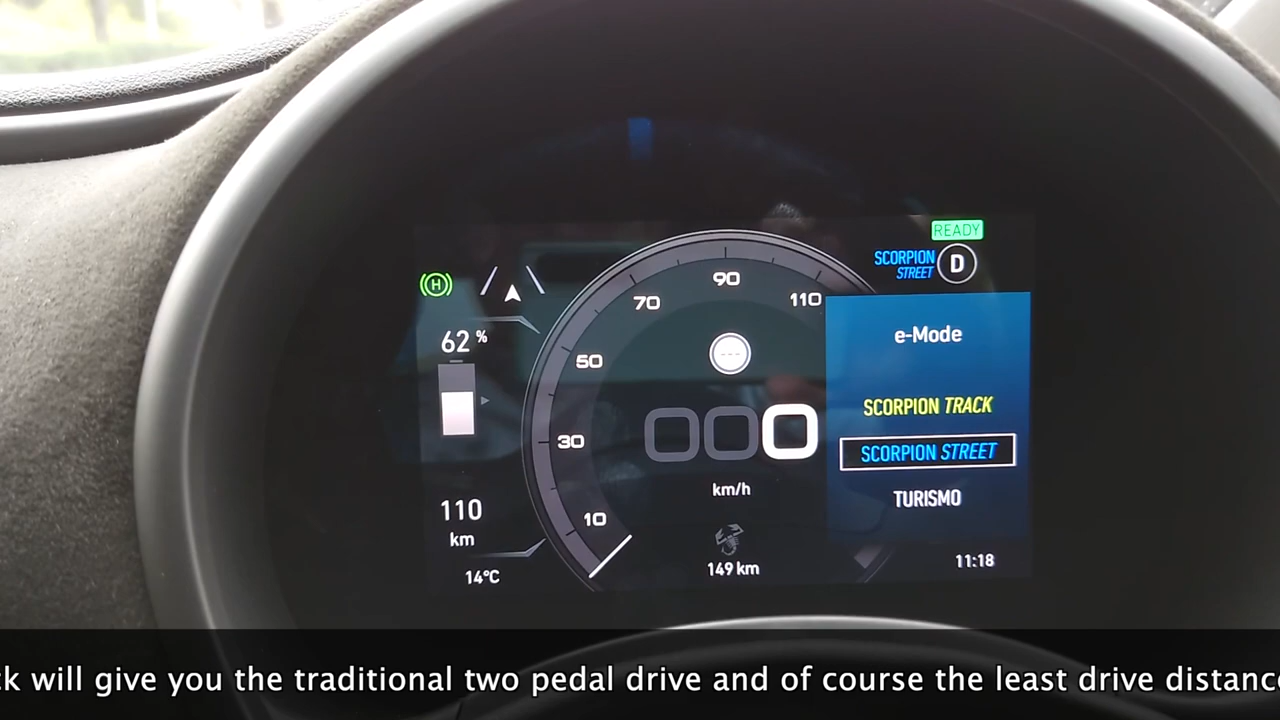 READY
SCORPION
STREET
D
H
62 %
90
70
110
50
30
10
000
km/h
e-Mode
SCORPION TRACK
SCORPION STREET
TURISMO
110
km
14°C
149 km
11:18
will give you the traditional two pedal drive and of course the least drive distance